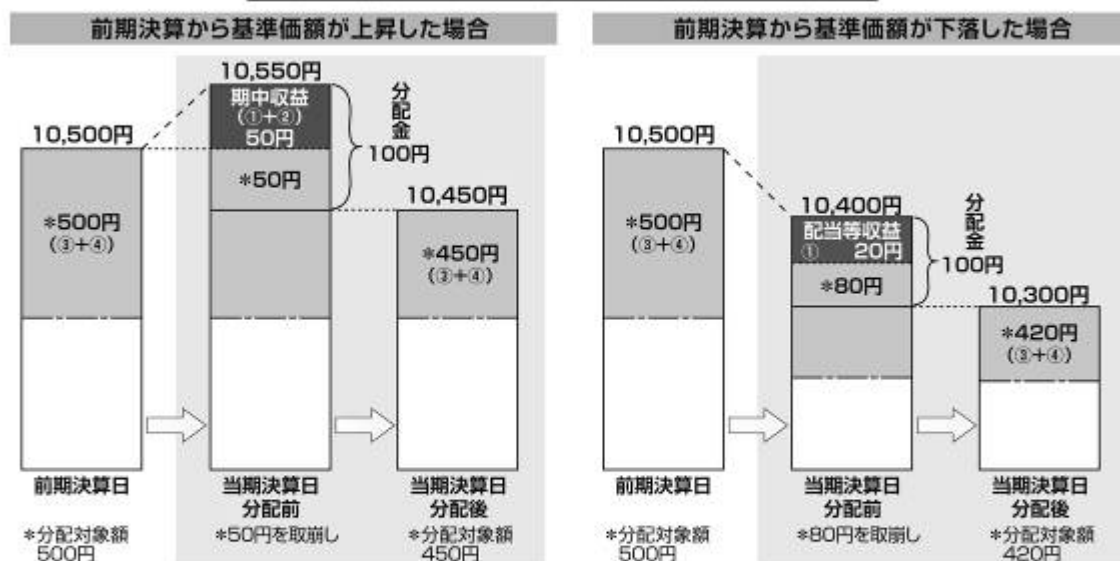 前期決算から基準価額が上昇した場合
10,500円
*500円
(③+④)
前期決算日
*分配対象額
500円
10,550円
期中収益
(①+②)
50円
*50円
分配金
100円
当期決算日
分配前
*50円を取崩し
10,450円
*450円
(③+④)
当期決算日
分配後
*分配対象額
450円
前期決算から基準価額が下落した場合
10,500円
*500円
(③+④)
前期決算日
*分配対象額
500円
10,400円
配当等収益
① 20円
*80円
分配金
100円
当期決算日
分配前
*80円を取崩し
10,300円
*420円
(③+④)
当期決算日
分配後
*分配対象額
420円